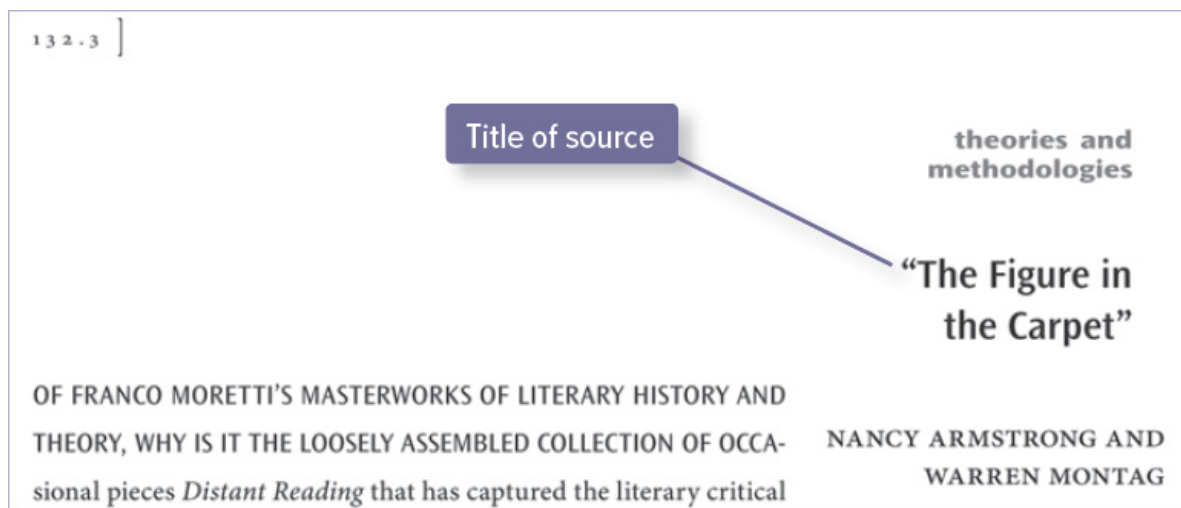 132.3 ]
Title of source
theories and
methodologies
“The Figure in
the Carpet”
OF FRANCO MORETTI’S MASTERWORKS OF LITERARY HISTORY AND
THEORY, WHY IS IT THE LOOSELY ASSEMBLED COLLECTION OF OCCA-
sional pieces Distant Reading that has captured the literary critical
NANCY ARMSTRONG AND
WARREN MONTAG